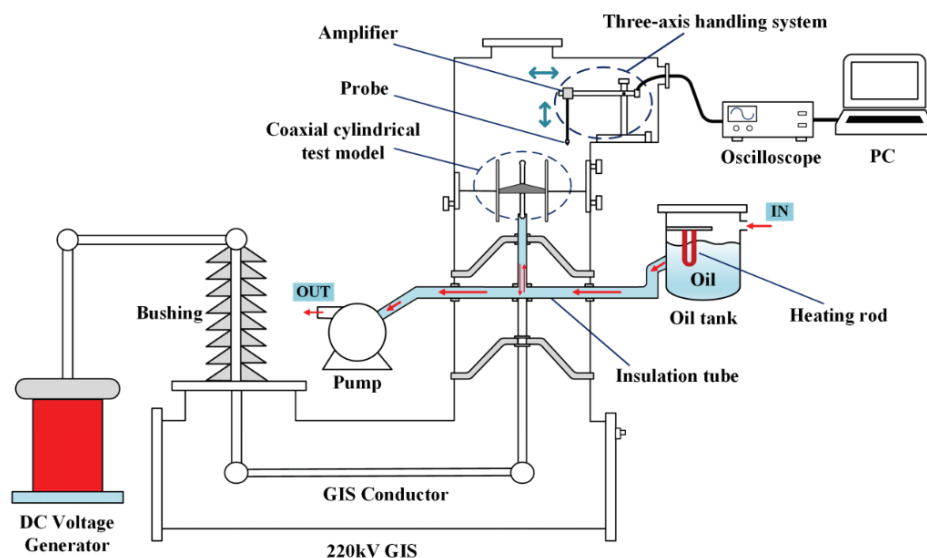 Three-axis handling system
Amplifier
Probe
Coaxial cylindrical
test model
Oscilloscope
PC
IN
Oil
Oil tank
Heating rod
OUT
Bushing
Pump
Insulation tube
GIS Conductor
DC Voltage
Generator
220kV GIS